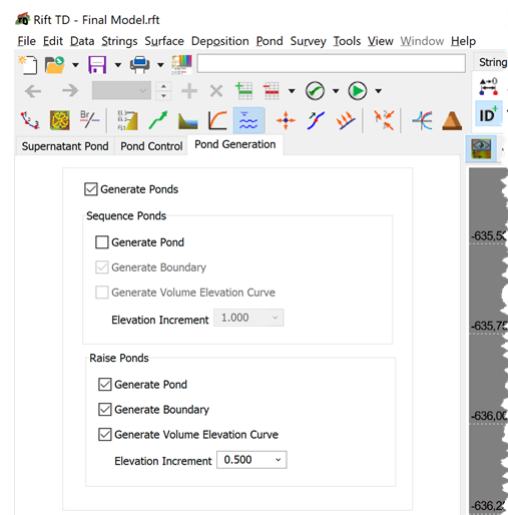 Rift TD - Final Model.rft
File Edit Data Strings Surface Deposition Pond Survey Tools View Window Help
String
ID+
Supernatant Pond Pond Control Pond Generation
Generate Ponds
Sequence Ponds
Generate Pond
-635,5
Generate Boundary
Generate Volume Elevation Curve
Elevation Increment 1.000
-635,75
Raise Ponds
Generate Pond
Generate Boundary
-636,00
Generate Volume Elevation Curve
Elevation Increment 0.500
-636,2